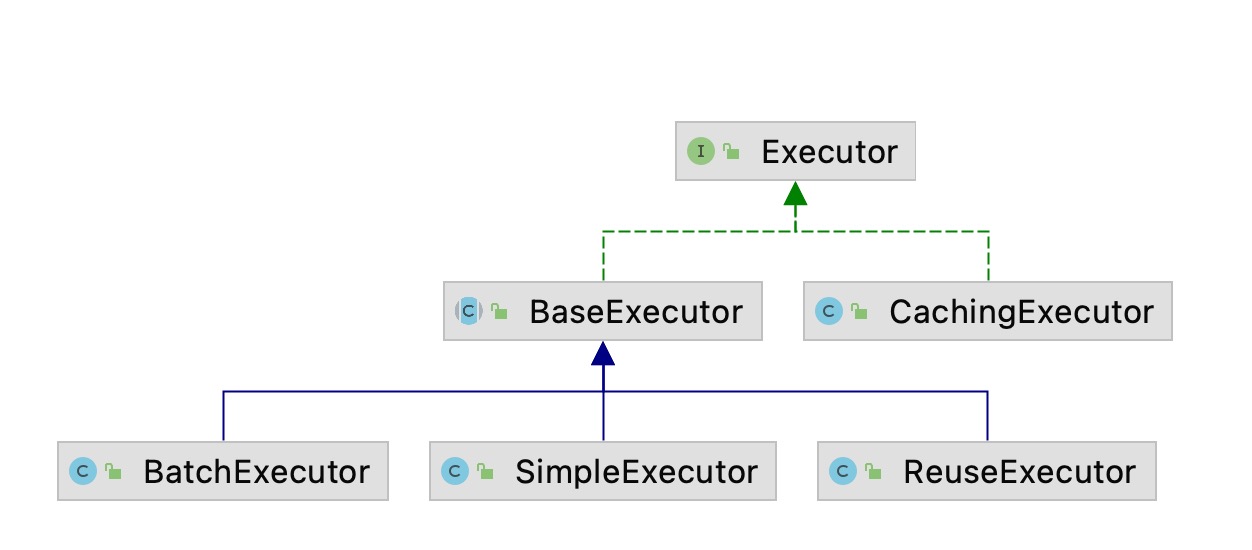 I Executor
C BaseExecutor
C CachingExecutor
C BatchExecutor
C SimpleExecutor
C ReuseExecutor